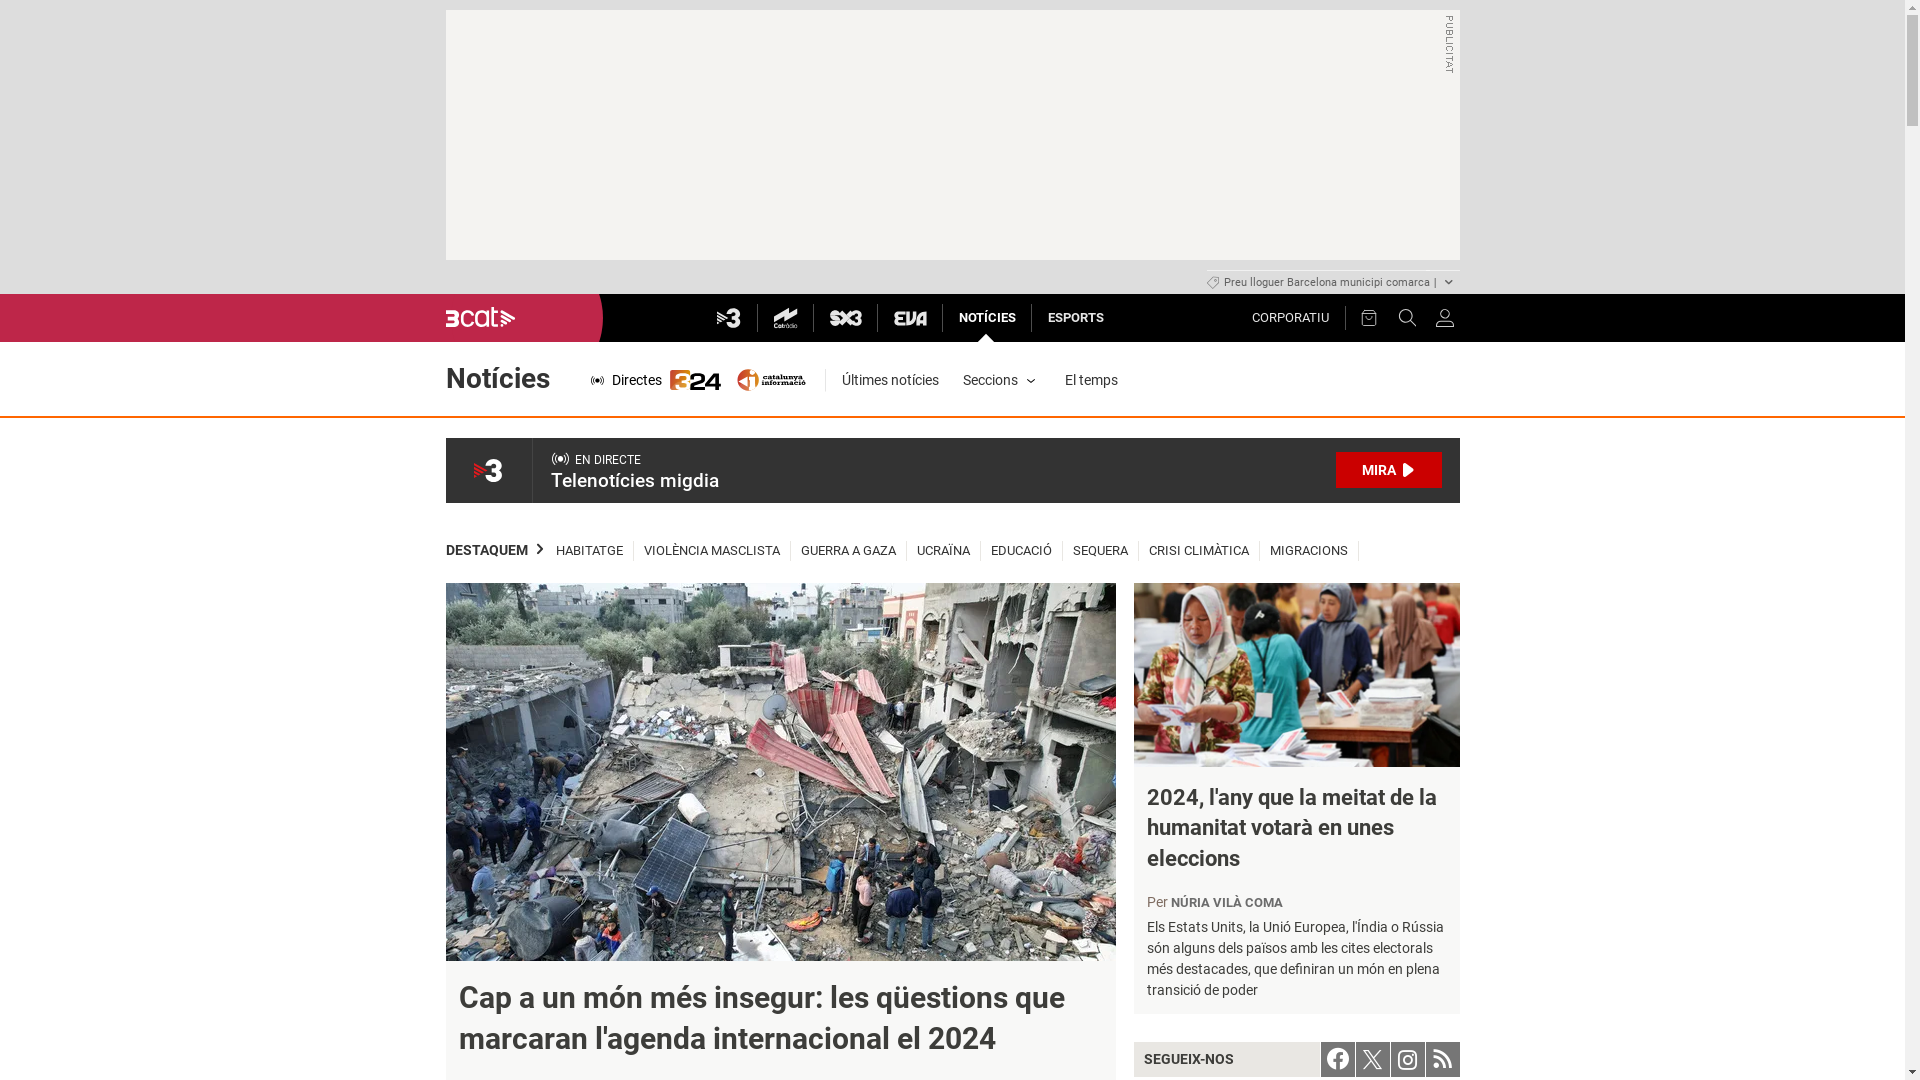 PUBLICITAT
Preu lloguer Barcelona municipi comarca |
3cat
3
Catràdio
SX3
EVA
NOTÍCIES
ESPORTS
CORPORATIU
Notícies
Directes
324
catalunya
informació
Últimes notícies
Seccions
El temps
3
EN DIRECTE
Telenotícies migdia
MIRA
DESTAQUEM
HABITATGE
VIOLÈNCIA MASCLISTA
GUERRA A GAZA
UCRAÏNA
EDUCACIÓ
SEQUERA
CRISI CLIMÀTICA
MIGRACIONS
Cap a un món més insegur: les qüestions que
marcaran l'agenda internacional el 2024
2024, l'any que la meitat de la
humanitat votarà en unes
eleccions
Per NÚRIA VILÀ COMA
Els Estats Units, la Unió Europea, l'Índia o Rússia
són alguns dels països amb les cites electorals
més destacades, que definiran un món en plena
transició de poder
SEGUEIX-NOS